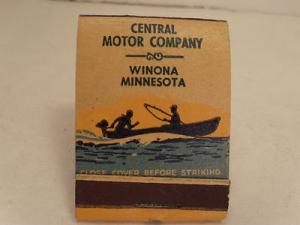 CENTRAL
MOTOR COMPANY
WINONA
MINNESOTA
CLOSE COVER BEFORE STRIKING